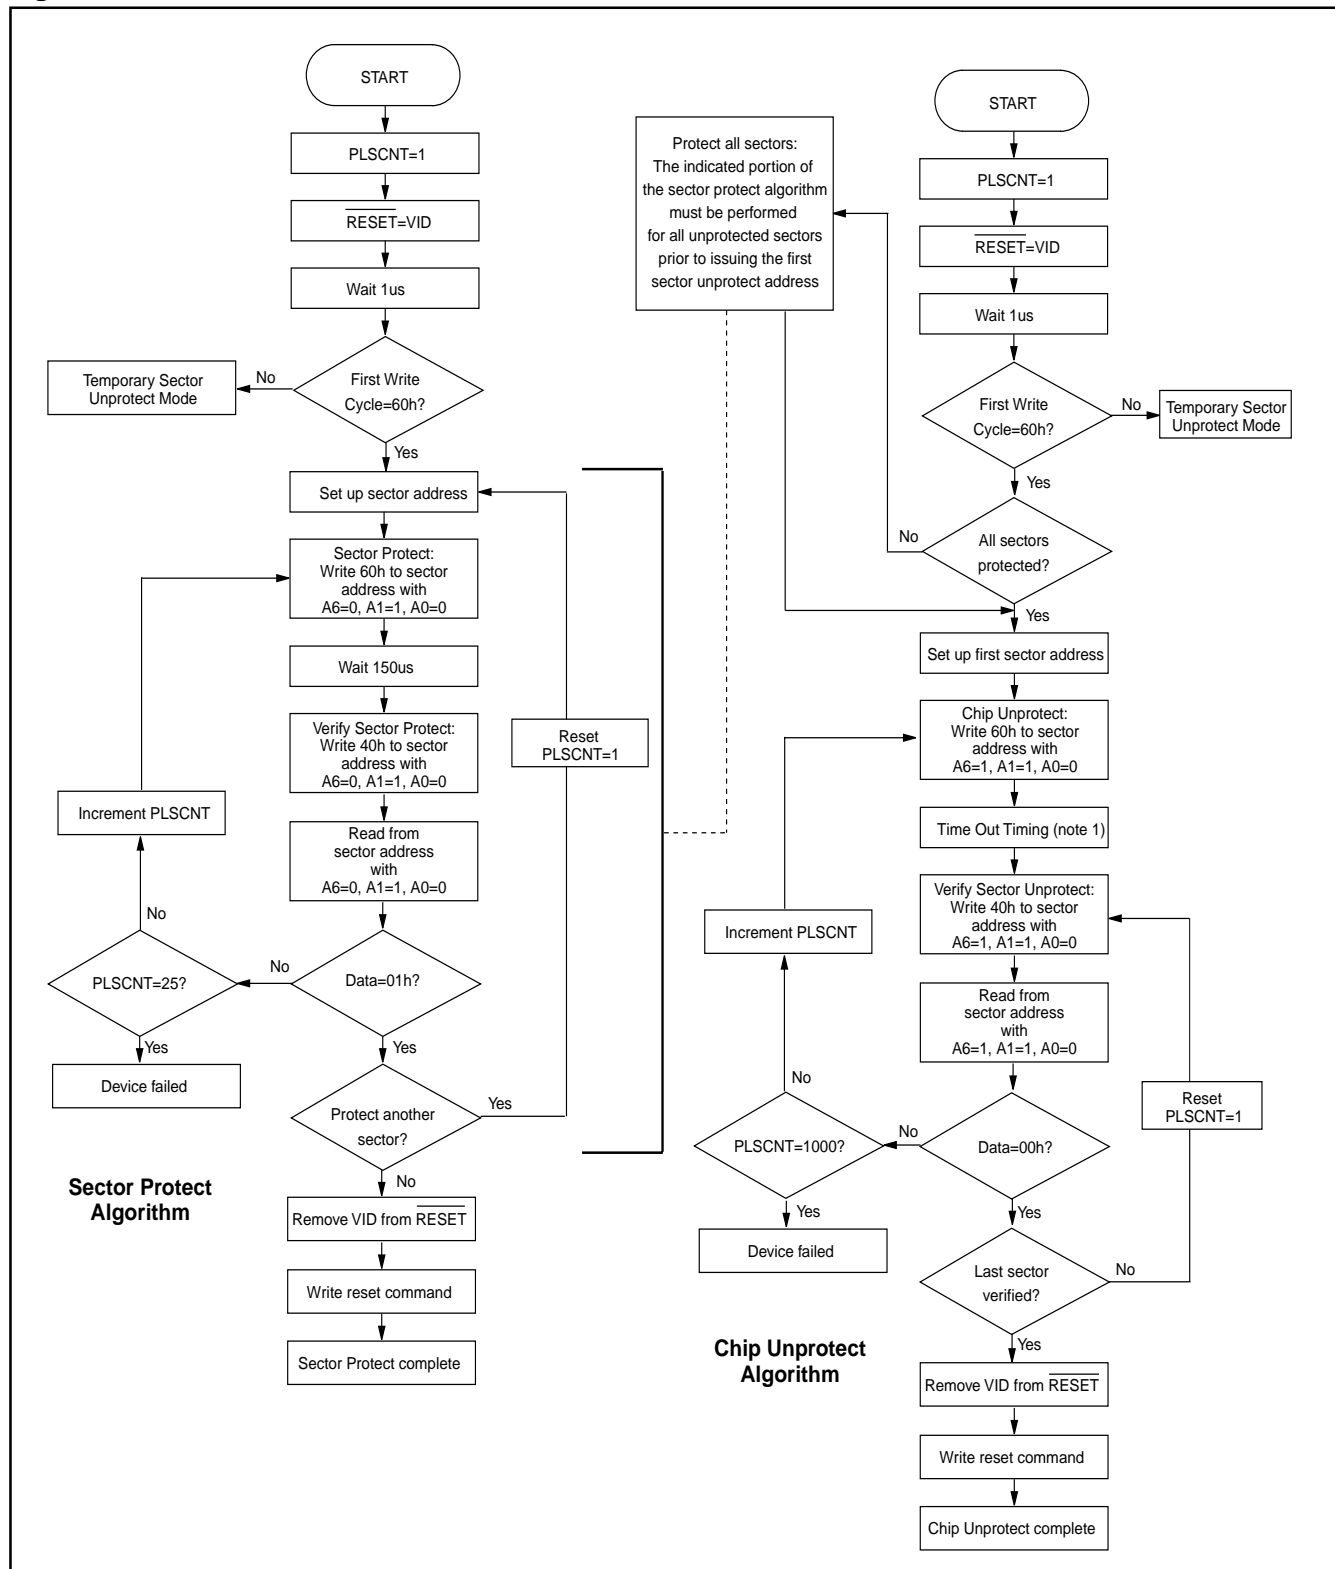 START
PLSCNT=1
RESET=VID
Wait 1us
First Write
Cycle=60h?
No
Temporary Sector
Unprotect Mode
Yes
Set up sector address
Sector Protect:
Write 60h to sector
address with
A6=0, A1=1, A0=0
Wait 150us
Verify Sector Protect:
Write 40h to sector
address with
A6=0, A1=1, A0=0
Reset
PLSCNT=1
Increment PLSCNT
Read from
sector address
with
A6=0, A1=1, A0=0
No
PLSCNT=25?
No
Data=01h?
Yes
Yes
Device failed
Protect another
sector?
Yes
No
Sector Protect
Algorithm
Remove VID from RESET
Write reset command
Sector Protect complete
Protect all sectors:
The indicated portion of
the sector protect algorithm
must be performed
for all unprotected sectors
prior to issuing the first
sector unprotect address
START
PLSCNT=1
RESET=VID
Wait 1us
First Write
Cycle=60h?
No
Temporary Sector
Unprotect Mode
Yes
No
All sectors
protected?
Yes
Set up first sector address
Chip Unprotect:
Write 60h to sector
address with
A6=1, A1=1, A0=0
Time Out Timing (note 1)
Verify Sector Unprotect:
Write 40h to sector
address with
A6=1, A1=1, A0=0
Increment PLSCNT
Read from
sector address
with
A6=1, A1=1, A0=0
No
Reset
PLSCNT=1
PLSCNT=1000?
No
Data=00h?
Yes
Yes
Device failed
Last sector
verified?
No
Yes
Chip Unprotect
Algorithm
Remove VID from RESET
Write reset command
Chip Unprotect complete